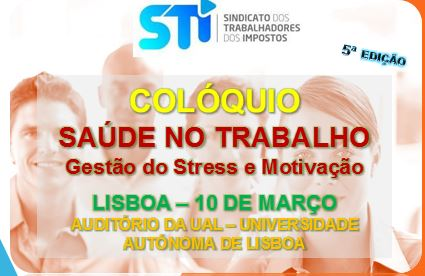 STI
SINDICATO DOS
TRABALHADORES
DOS IMPOSTOS
5ª EDIÇÃO
COLÓQUIO
SAÚDE NO TRABALHO
Gestão do Stress e Motivação
LISBOA – 10 DE MARÇO
AUDITÓRIO DA UAL – UNIVERSIDADE
AUTÓNOMA DE LISBOA